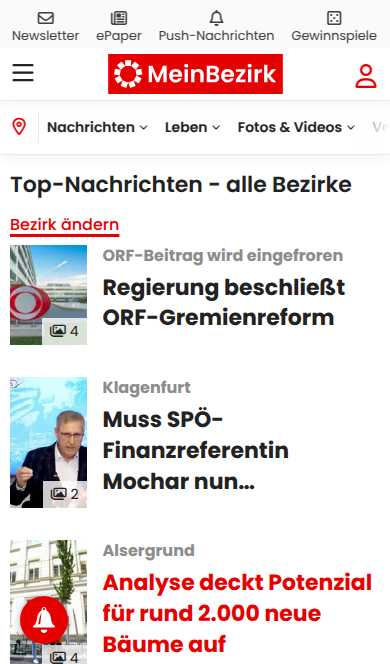 Newsletter
ePaper
Push-Nachrichten
Gewinnspiele
MeinBezirk
Nachrichten
Leben
Fotos & Videos
Top-Nachrichten - alle Bezirke
Bezirk ändern
ORF-Beitrag wird eingefroren
Regierung beschließt
ORF-Gremienreform
4
Klagenfurt
Muss SPÖ-
Finanzreferentin
Mochar nun...
2
Alsergrund
Analyse deckt Potenzial
für rund 2.000 neue
Bäume auf
4